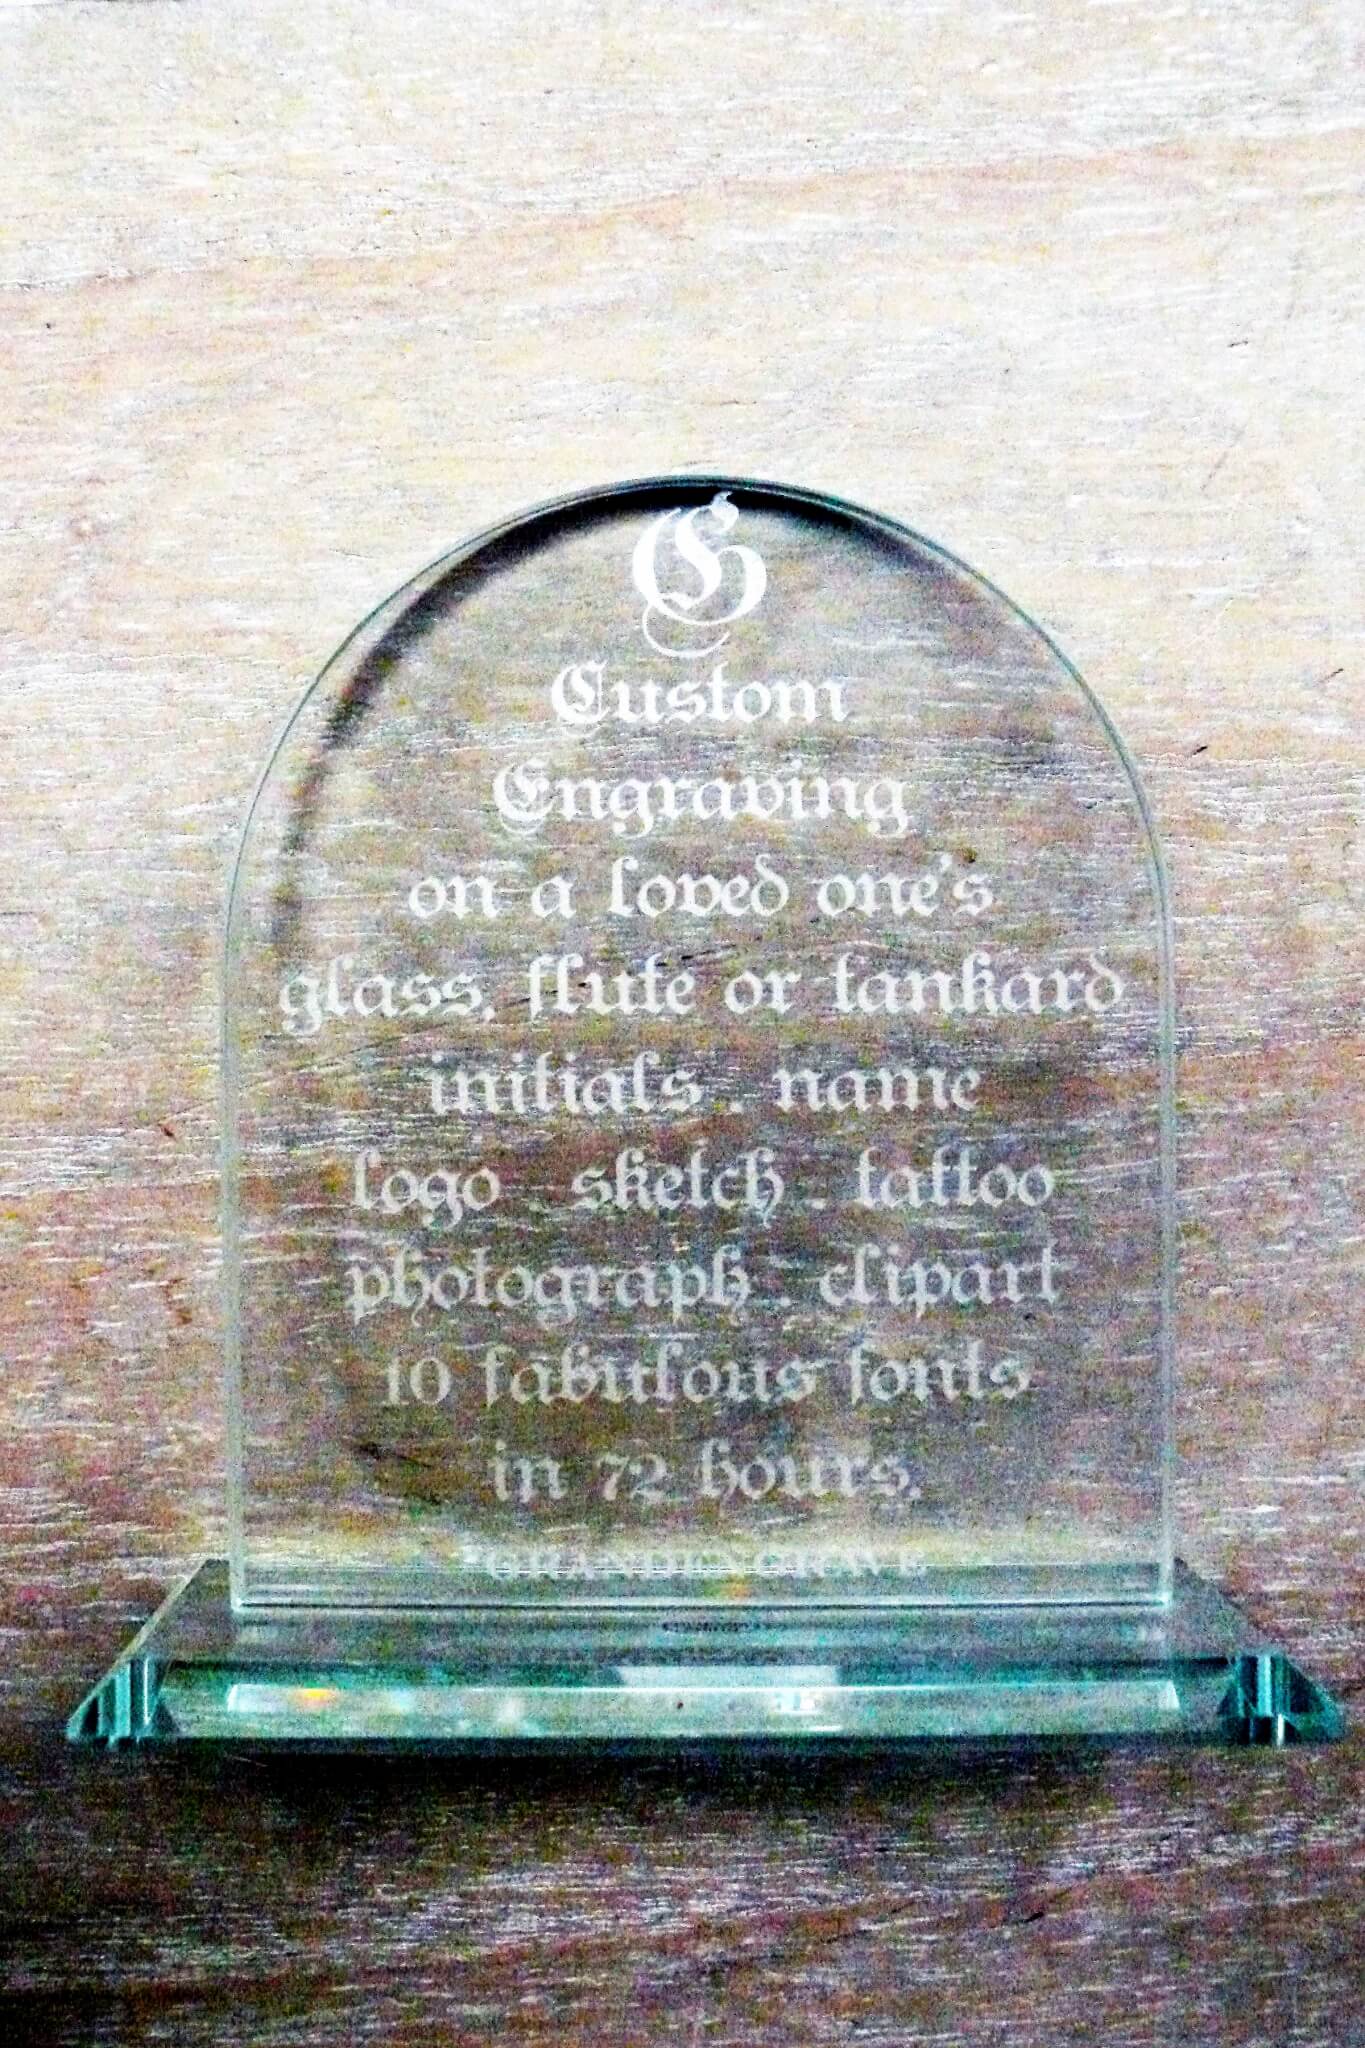 G
Custom
Engraving
on a loved one's
glass, flute or tankard
initials . name
logo . sketch . tattoo
photograph . clipart
10 fabulous fonts
in 72 hours.